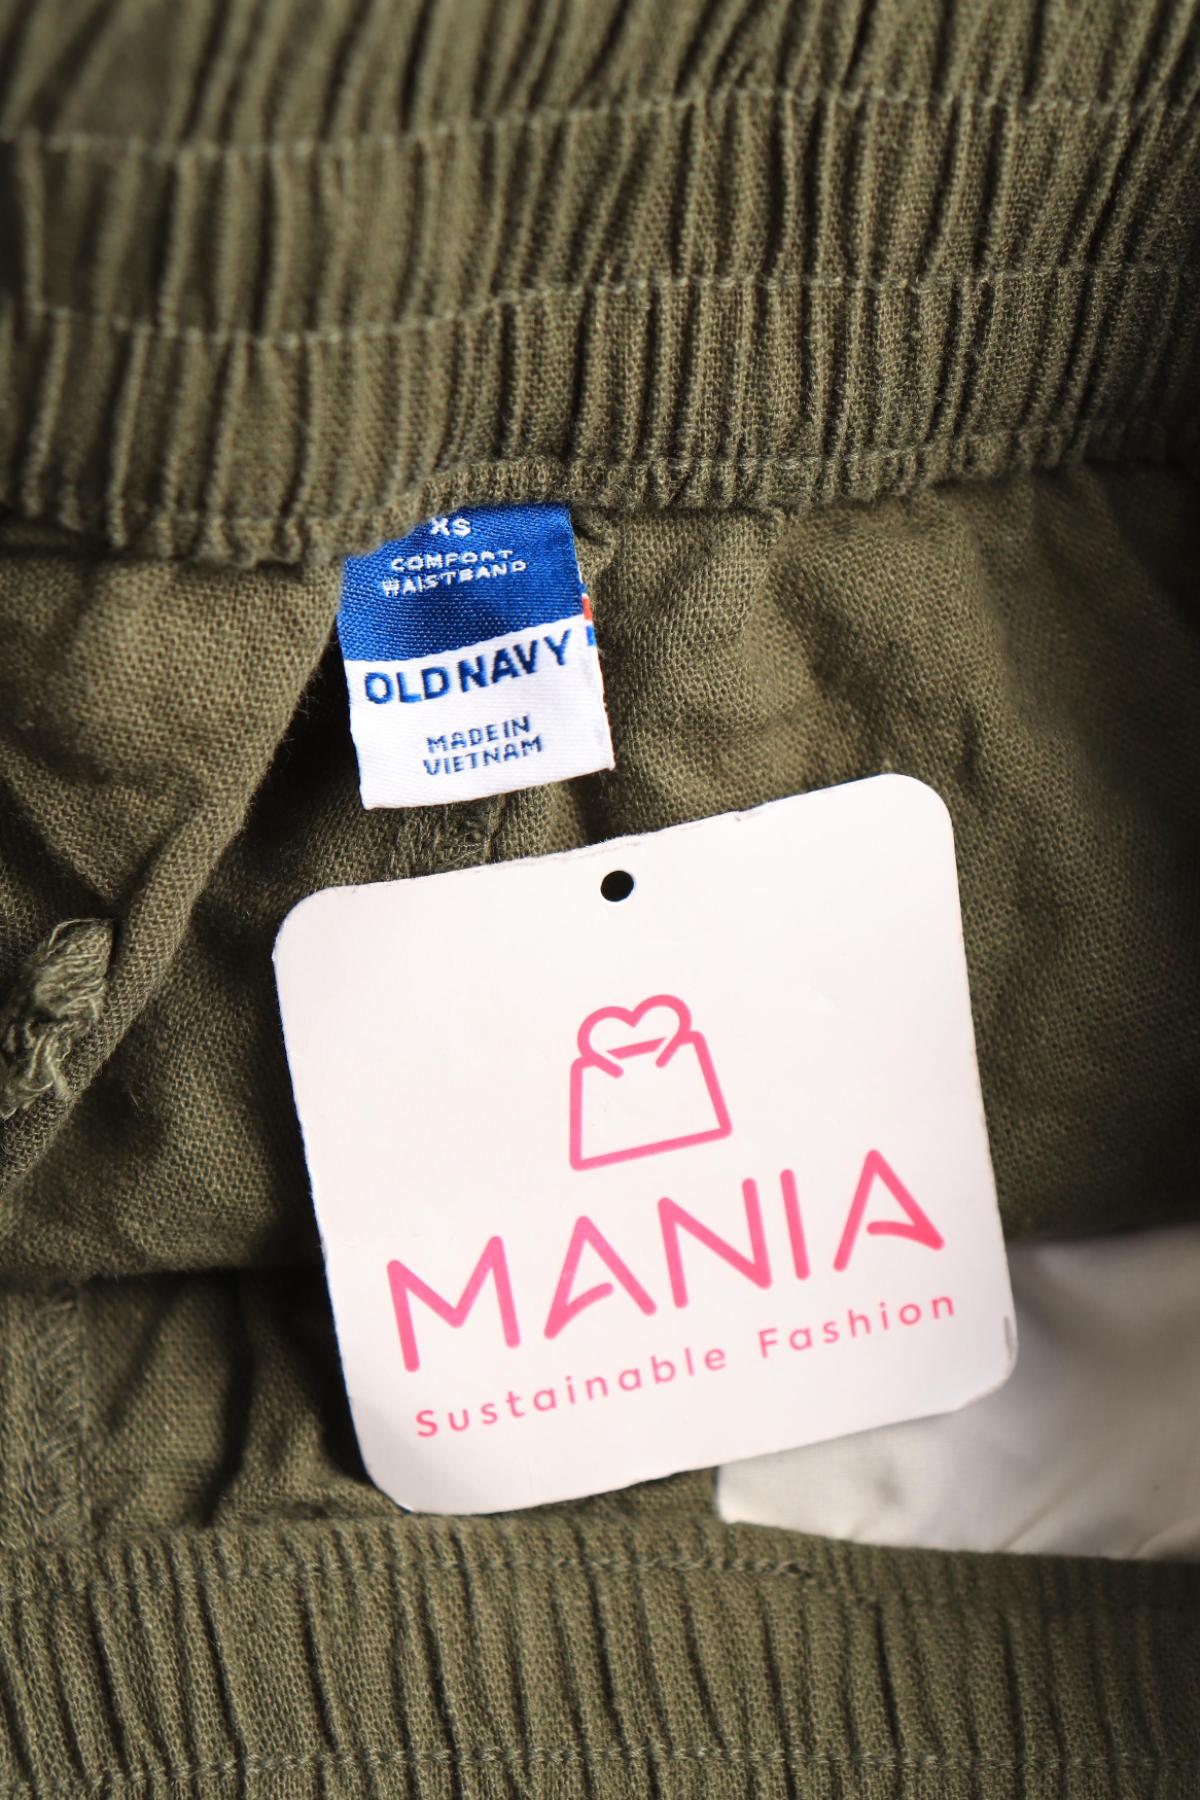 XS
COMFORT
WAISTBAND
OLD NAVY
MADE IN
VIETNAM
MANIA
Sustainable Fashion